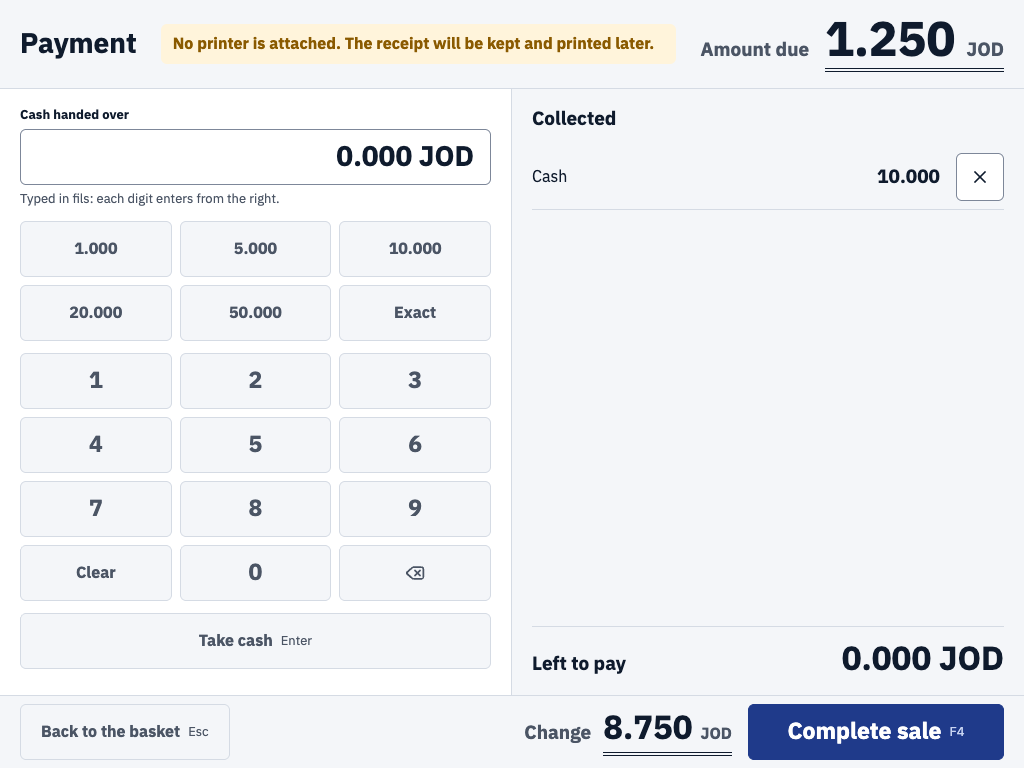 Payment
No printer is attached. The receipt will be kept and printed later.
Amount due 1.250 JOD
Cash handed over
0.000 JOD
Typed in fils: each digit enters from the right.
1.000 5.000 10.000
20.000 50.000 Exact
1 2 3
4 5 6
7 8 9
Clear 0
Take cash Enter
Collected
Cash 10.000
Left to pay 0.000 JOD
Back to the basket Esc
Change 8.750 JOD
Complete sale F4